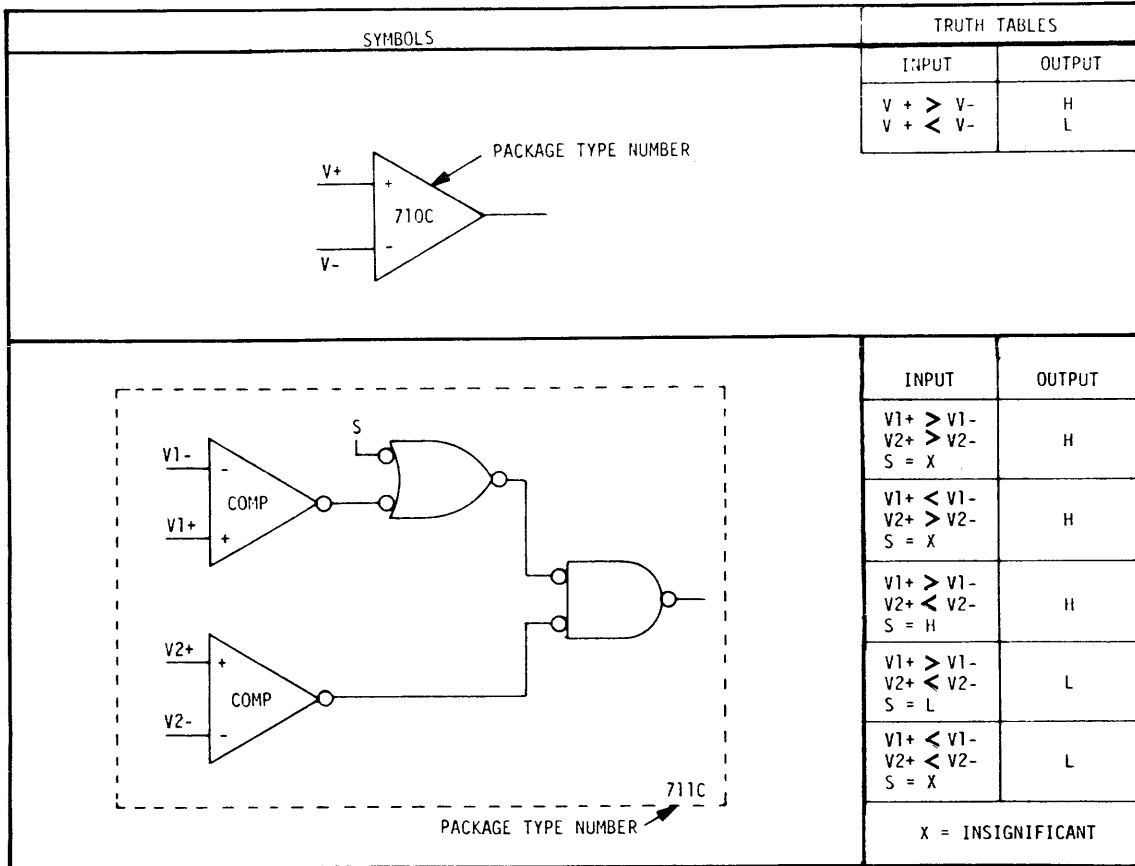 SYMBOLS
TRUTH TABLES
INPUT OUTPUT
V + > V- H
V + < V- L
PACKAGE TYPE NUMBER
V+
+
710C
-
V-
INPUT OUTPUT
V1+ > V1-
V2+ > V2- H
S = X
V1+ < V1-
V2+ > V2- H
S = X
V1+ > V1-
V2+ < V2- H
S = H
V1+ > V1-
V2+ < V2- L
S = L
V1+ < V1-
V2+ < V2- L
S = X
X = INSIGNIFICANT
S
V1-
-
COMP
V1+
+
V2+
+
COMP
V2-
-
711C
PACKAGE TYPE NUMBER